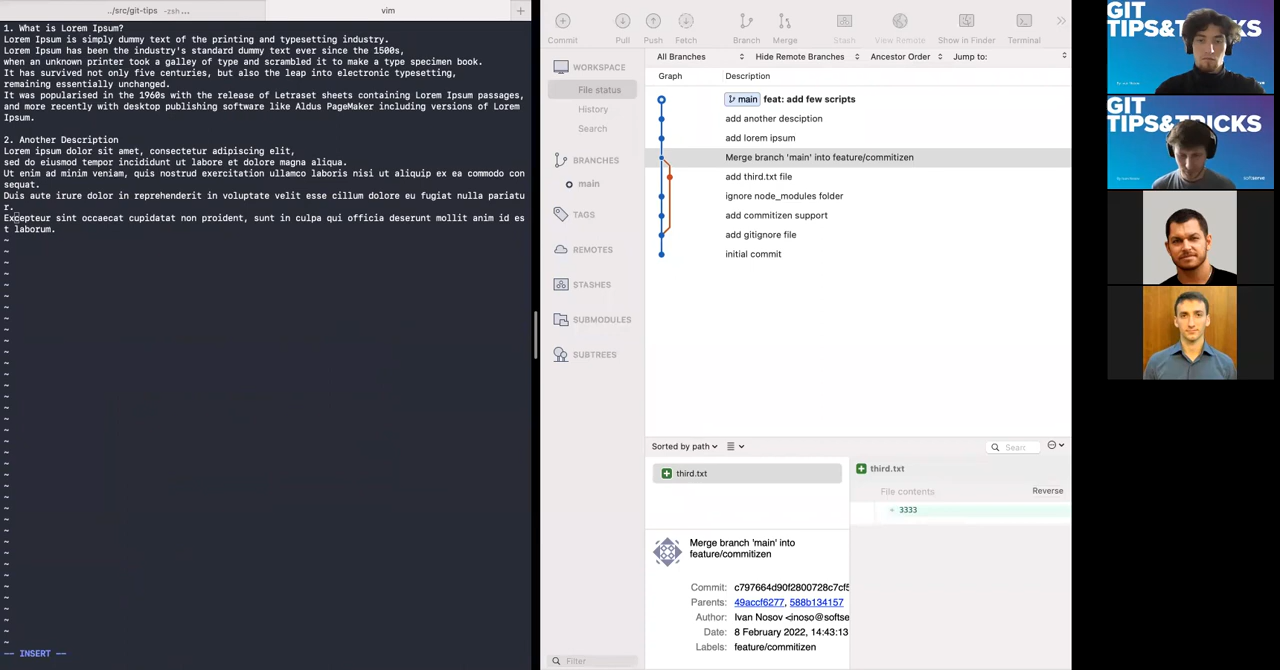 ../src/git-tips -zsh...
vim
+
1. What is Lorem Ipsum?
Lorem Ipsum is simply dummy text of the printing and typesetting industry.
Lorem Ipsum has been the industry's standard dummy text ever since the 1500s,
when an unknown printer took a galley of type and scrambled it to make a type specimen book.
It has survived not only five centuries, but also the leap into electronic typesetting,
remaining essentially unchanged.
It was popularised in the 1960s with the release of Letraset sheets containing Lorem Ipsum passages,
and more recently with desktop publishing software like Aldus PageMaker including versions of Lorem
Ipsum.
2. Another Description
Lorem ipsum dolor sit amet, consectetur adipiscing elit,
sed do eiusmod tempor incididunt ut labore et dolore magna aliqua.
Ut enim ad minim veniam, quis nostrud exercitation ullamco laboris nisi ut aliquip ex ea commodo con
sequat.
Duis aute irure dolor in reprehenderit in voluptate velit esse cillum dolore eu fugiat nulla pariatu
r.
Excepteur sint occaecat cupidatat non proident, sunt in culpa qui officia deserunt mollit anim id es
t laborum.
-- INSERT --
Commit
Pull
Push
Fetch
Branch
Merge
Stash
View Remote
Show in Finder
Terminal
WORKSPACE
File status
History
Search
BRANCHES
main
TAGS
REMOTES
STASHES
SUBMODULES
SUBTREES
Filter
All Branches
Hide Remote Branches
Ancestor Order
Jump to:
Graph
Description
main feat: add few scripts
add another desciption
add lorem ipsum
Merge branch 'main' into feature/commitizen
add third.txt file
ignore node_modules folder
add commitizen support
add gitignore file
initial commit
Sorted by path
Searc
third.txt
third.txt
File contents
Reverse
+ 3333
Merge branch 'main' into
feature/commitizen
Commit: c797664d90f2800728c7cf5
Parents: 49accf6277, 588b134157
Author: Ivan Nosov <inoso@softse
Date: 8 February 2022, 14:43:13
Labels: feature/commitizen
GIT
TIPS&TRICKS
GIT
TIPS&TRICKS
softserve